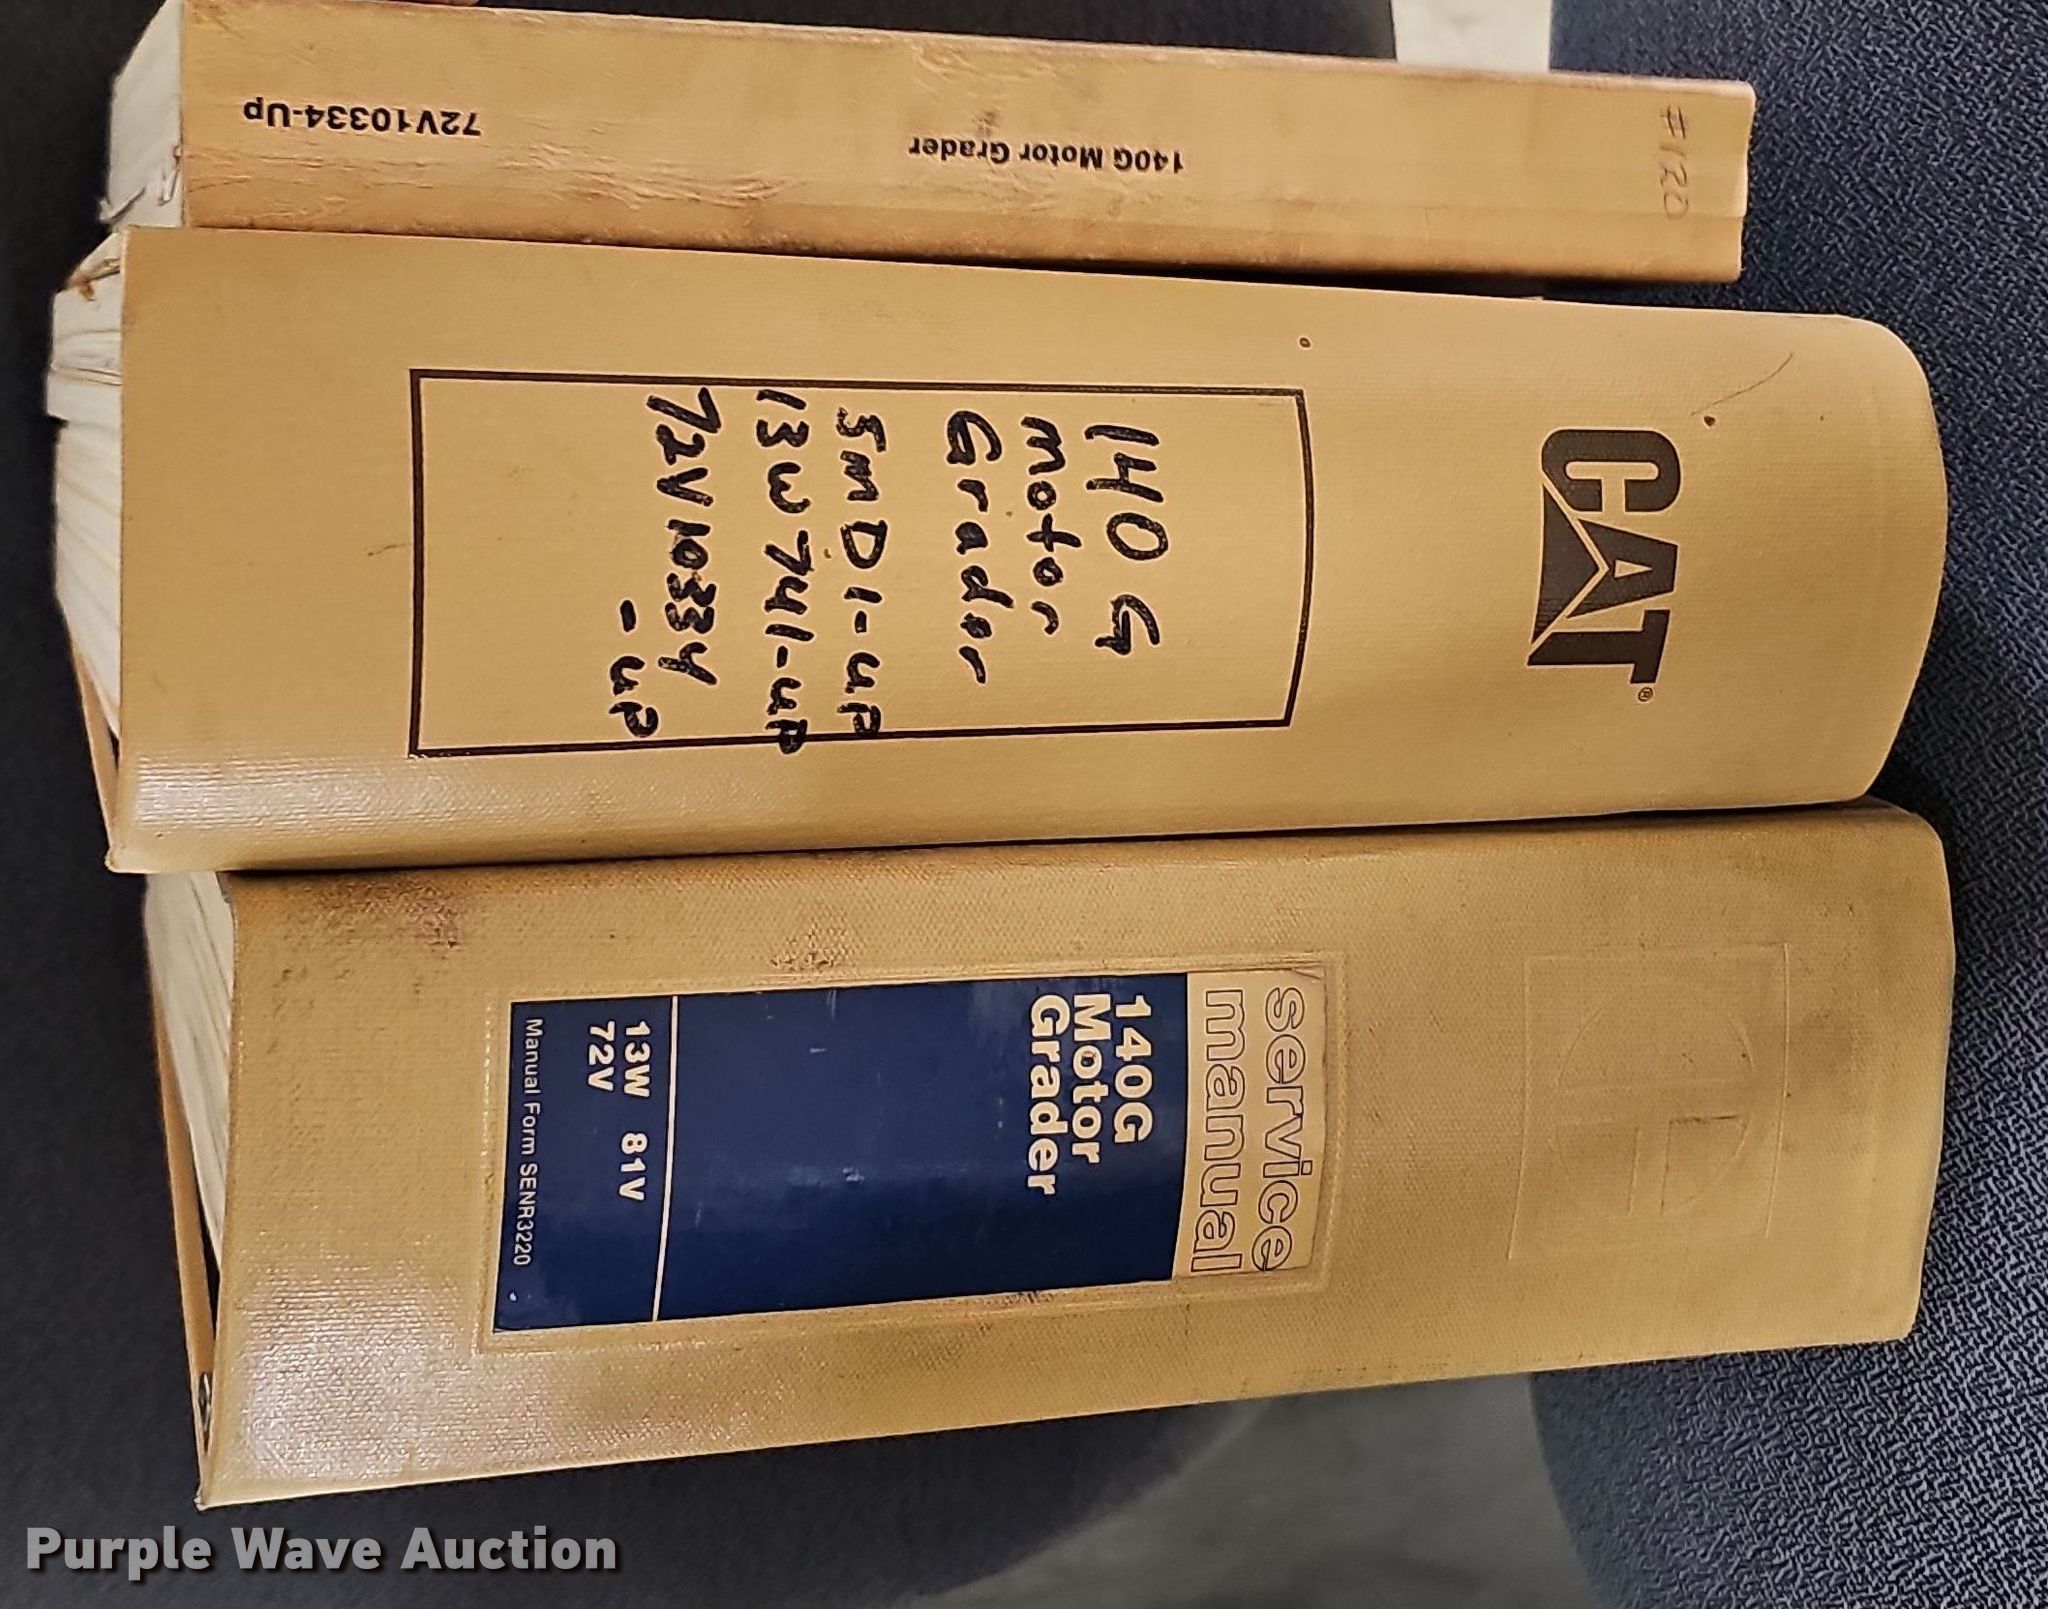 72V10334-Up
140G Motor Grader
#120
CAT®
140 G
motor
Grader
5MD1-up
13W741-up
72V10334
-up
service
manual
140G
Motor
Grader
13W 81V
72V
Manual Form SENR3220
Purple Wave Auction